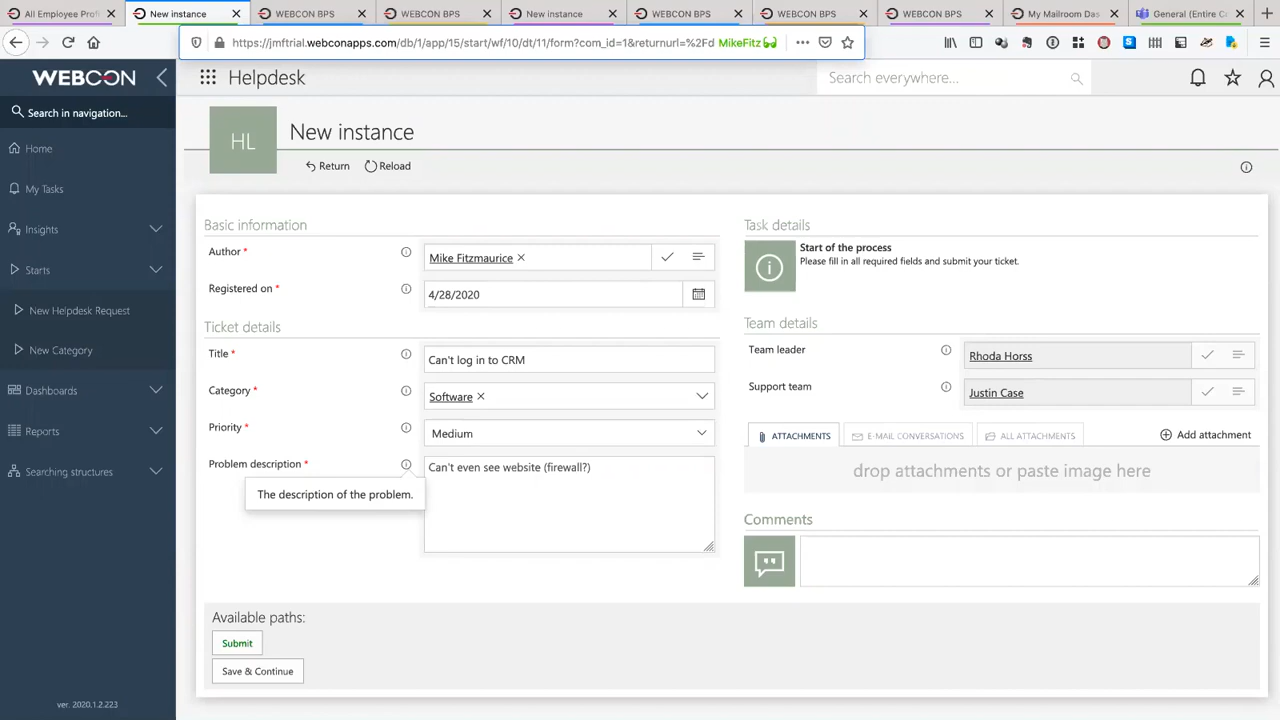 All Employee Prof
New instance
WEBCON BPS
WEBCON BPS
New instance
WEBCON BPS
WEBCON BPS
WEBCON BPS
My Mailroom Das
General (Entire C
https://jmftrial.webconapps.com/db/1/app/15/start/wf/10/dt/11/form?com_id=1&returnurl=%2Fd
MikeFitz
WEBCON
Helpdesk
Search everywhere...
Search in navigation...
Home
My Tasks
Insights
Starts
New Helpdesk Request
New Category
Dashboards
Reports
Searching structures
ver. 2020.1.2.223
HL
New instance
Return
Reload
Basic information
Author *
Mike Fitzmaurice ×
Registered on *
4/28/2020
Ticket details
Title *
Can't log in to CRM
Category *
Software ×
Priority *
Medium
Problem description *
Can't even see website (firewall?)
The description of the problem.
Task details
Start of the process
Please fill in all required fields and submit your ticket.
Team details
Team leader
Rhoda Horss
Support team
Justin Case
ATTACHMENTS
E-MAIL CONVERSATIONS
ALL ATTACHMENTS
Add attachment
drop attachments or paste image here
Comments
Available paths:
Submit
Save & Continue